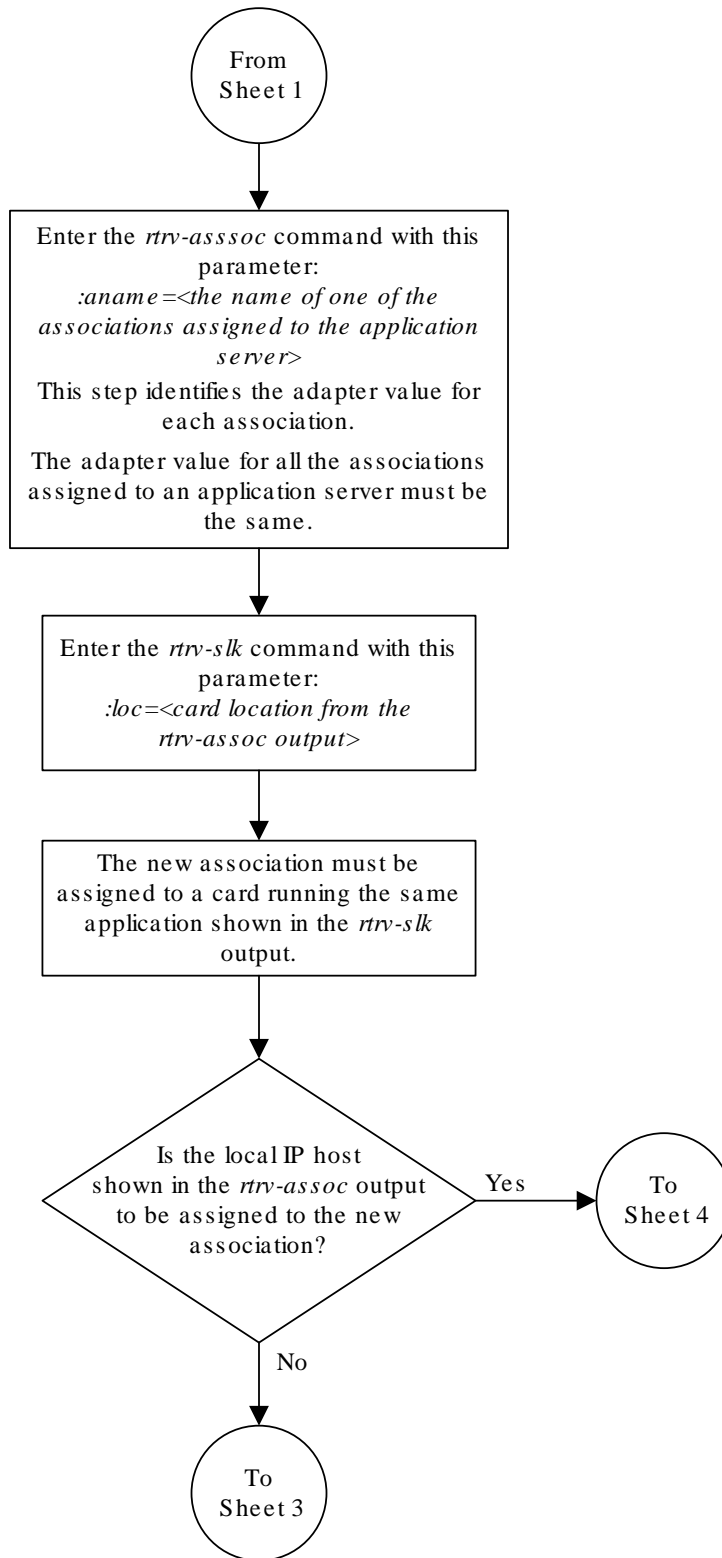 From
Sheet 1
Enter the rtrv-asssoc command with this
parameter:
:aname=<the name of one of the
associations assigned to the application
server>
This step identifies the adapter value for
each association.
The adapter value for all the associations
assigned to an application server must be
the same.
Enter the rtrv-slk command with this
parameter:
:loc=<card location from the
rtrv-assoc output>
The new association must be
assigned to a card running the same
application shown in the rtrv-slk
output.
Is the local IP host
shown in the rtrv-assoc output
to be assigned to the new
association?
Yes
To
Sheet 4
No
To
Sheet 3